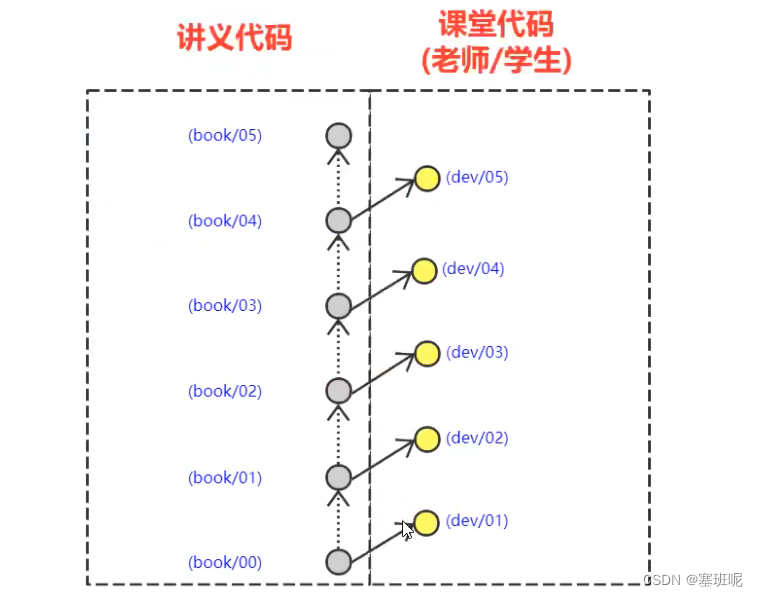 讲义代码
课堂代码
(老师/学生)
(book/05)
(dev/05)
(book/04)
(dev/04)
(book/03)
(dev/03)
(book/02)
(dev/02)
(book/01)
(dev/01)
(book/00)
CSDN @塞班呢